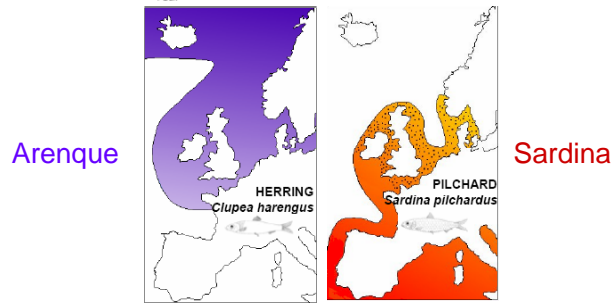 Arenque
HERRING
Clupea harengus
PILCHARD
Sardina pilchardus
Sardina